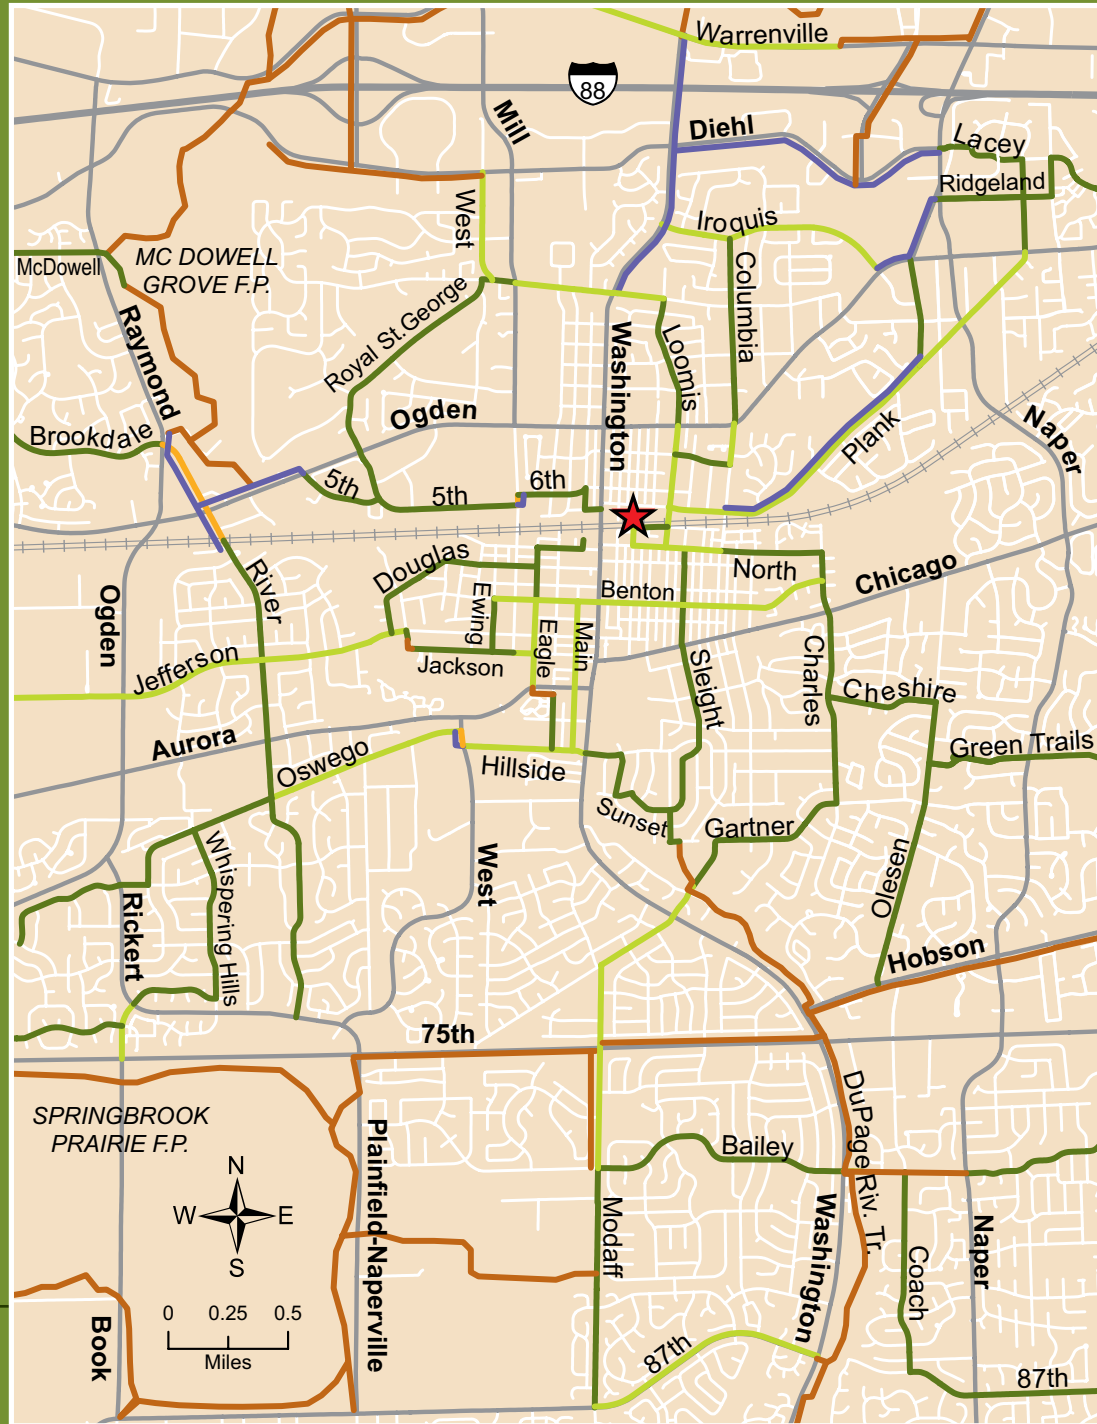 Warrenville
88
Mill
Diehl
Lacey
Ridgeland
West
Iroquis
MC DOWELL
GROVE F.P.
McDowell
Columbia
Royal St.George
Raymond
Washington
Loomis
Ogden
Naper
Brookdale
Plank
5th
5th
6th
Douglas
River
North
Chicago
Ewing
Benton
Ogden
Eagle
Main
Jefferson
Jackson
Sleight
Charles
Cheshire
Aurora
Green Trails
Oswego
Hillside
Sunset
Gartner
Whispering Hills
West
Olesen
Rickert
Hobson
75th
SPRINGBROOK
PRAIRIE F.P.
DuPage Riv. Tr.
Plainfield-Naperville
Bailey
N
W
E
S
Modaff
Washington
Coach
Naper
0 0.25 0.5
Miles
Book
87th
87th